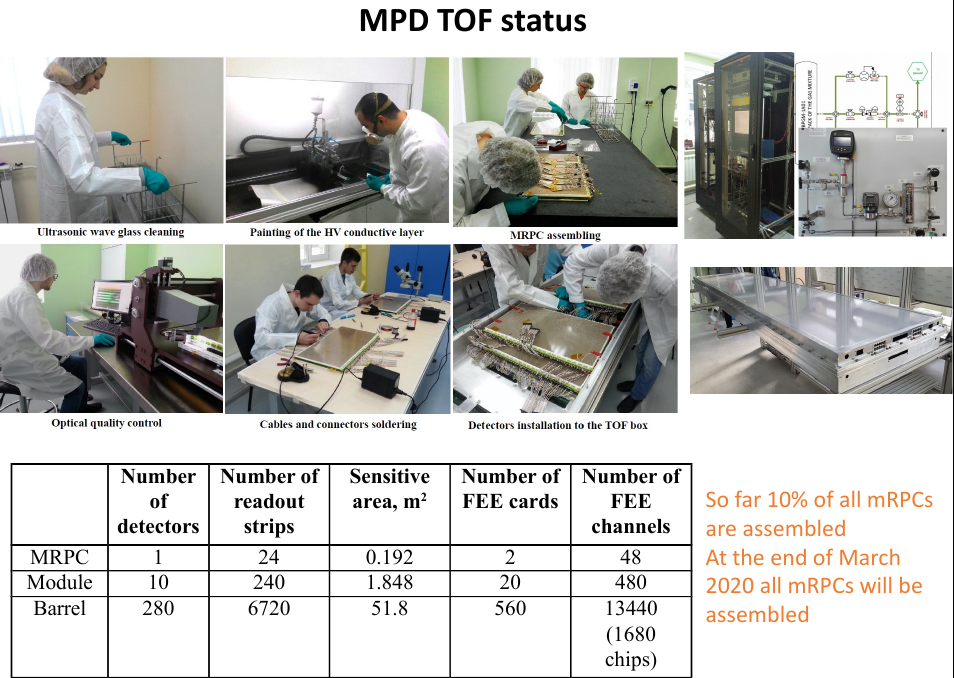 MPD TOF status
Ultrasonic wave glass cleaning
Painting of the HV conductive layer
MRPC assembling
Optical quality control
Cables and connectors soldering
Detectors installation to the TOF box
Number of detectors
Number of readout strips
Sensitive area, m²
Number of FEE cards
Number of FEE channels
MRPC 1 24 0.192 2 48
Module 10 240 1.848 20 480
Barrel 280 6720 51.8 560 13440
(1680
chips)
So far 10% of all mRPCs
are assembled
At the end of March
2020 all mRPCs will be
assembled